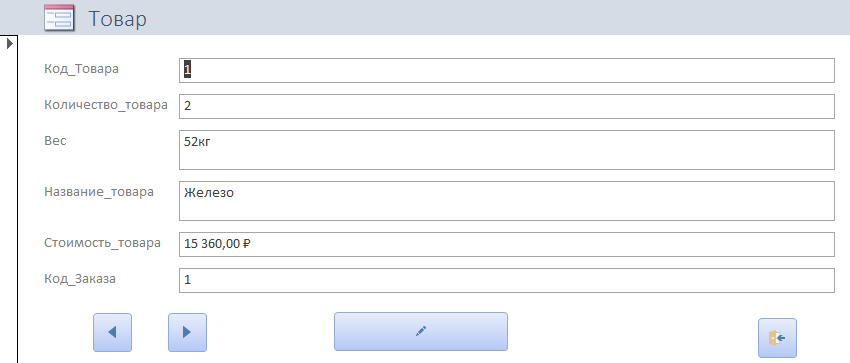 Товар
Код_Товара
1
Количество_товара
2
Вес
52кг
Название_товара
Железо
Стоимость_товара
15 360,00 ₽
Код_Заказа
1